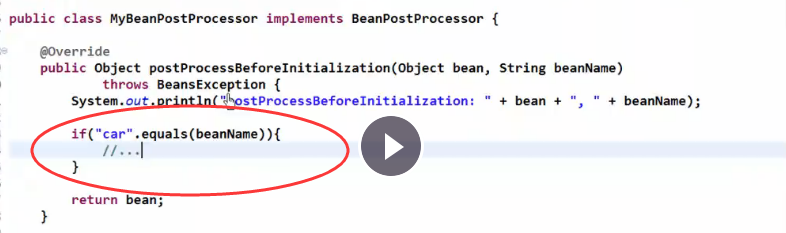 public class MyBeanPostProcessor implements BeanPostProcessor {
@Override
public Object postProcessBeforeInitialization(Object bean, String beanName)
throws BeansException {
System.out.println("postProcessBeforeInitialization: " + bean + ", " + beanName);
if("car".equals(beanName)){
//...
}
return bean;
}